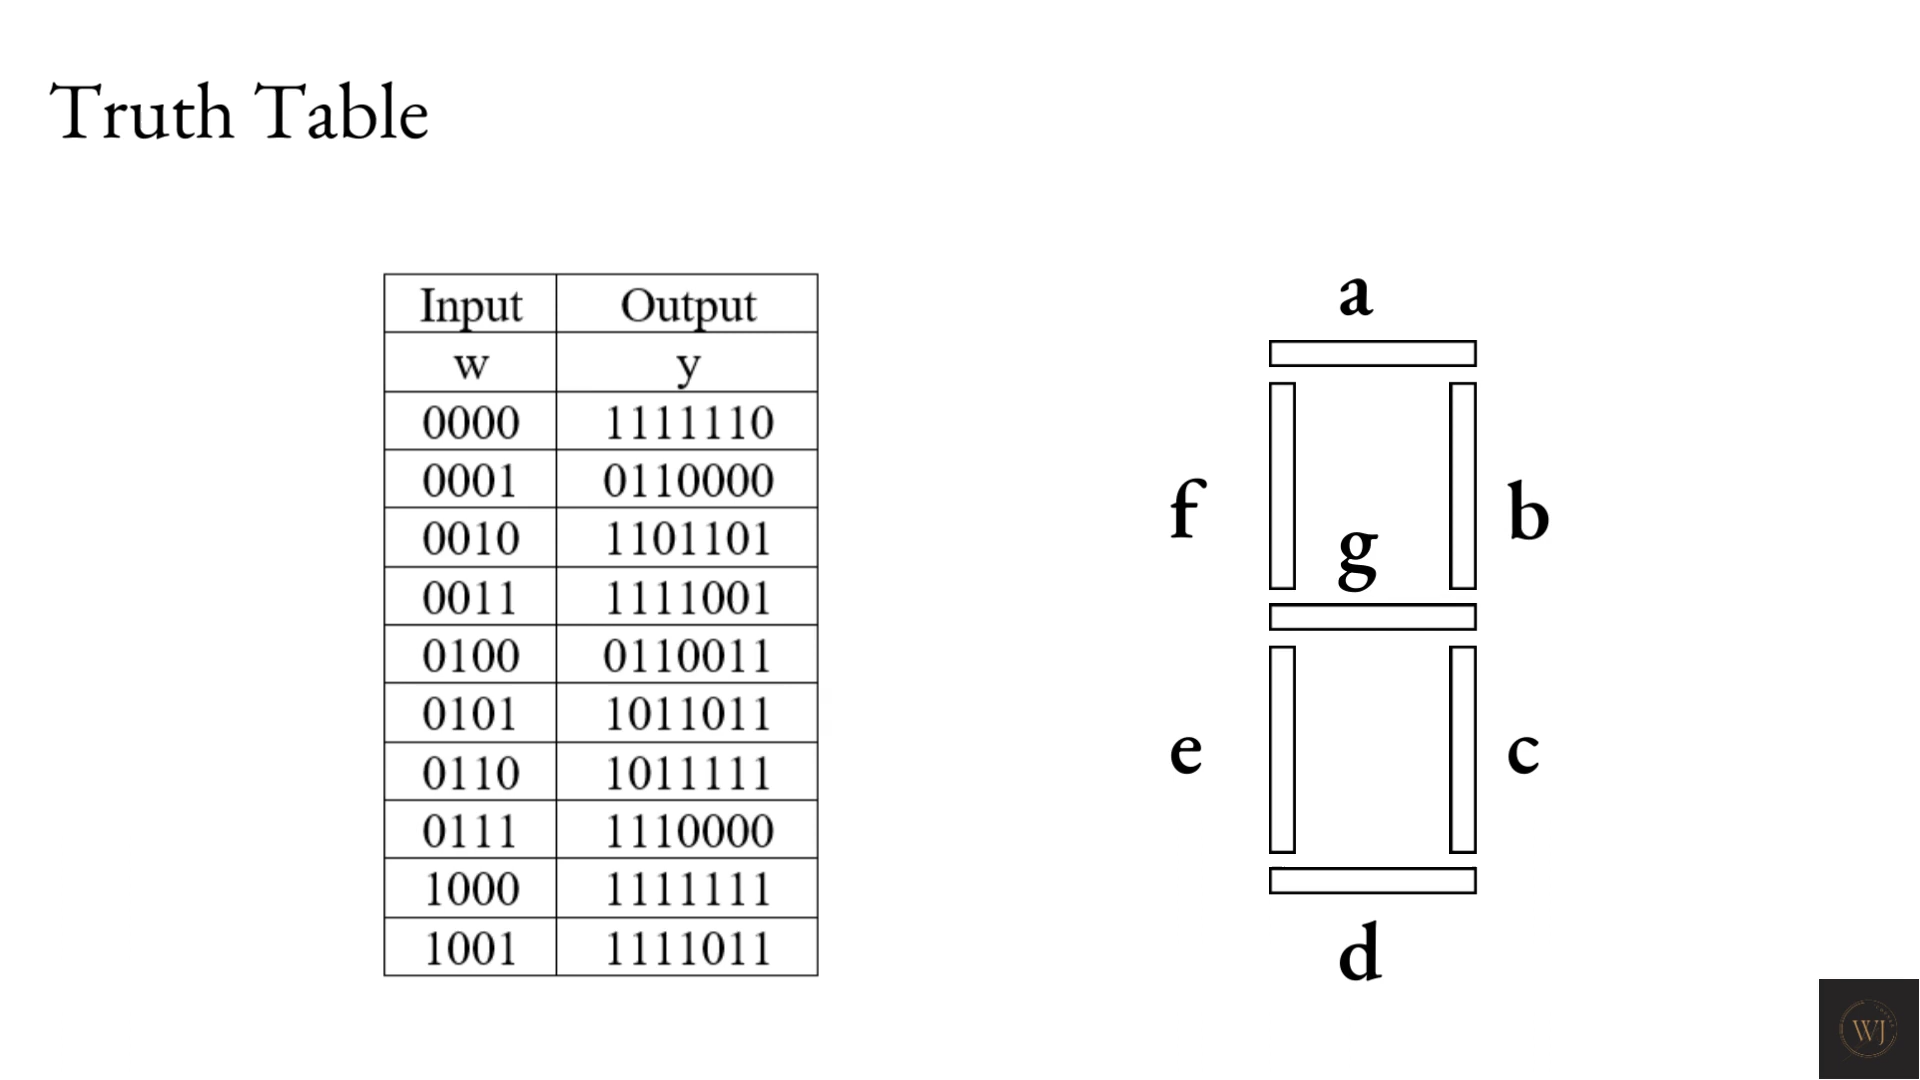 Truth Table
Input Output
w y
0000 1111110
0001 0110000
0010 1101101
0011 1111001
0100 0110011
0101 1011011
0110 1011111
0111 1110000
1000 1111111
1001 1111011
a
f
b
g
e
c
d
WJ